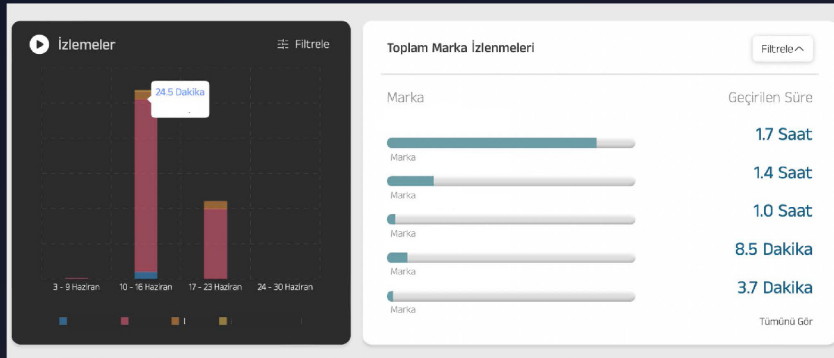 İzlemeler
Filtrele
24.5 Dakika
3 - 9 Haziran
10 - 16 Haziran
17 - 23 Haziran
24 - 30 Haziran
Toplam Marka İzlenmeleri
Filtrele
Marka
Geçirilen Süre
1.7 Saat
Marka
1.4 Saat
Marka
1.0 Saat
Marka
8.5 Dakika
Marka
3.7 Dakika
Marka
Tümünü Gör